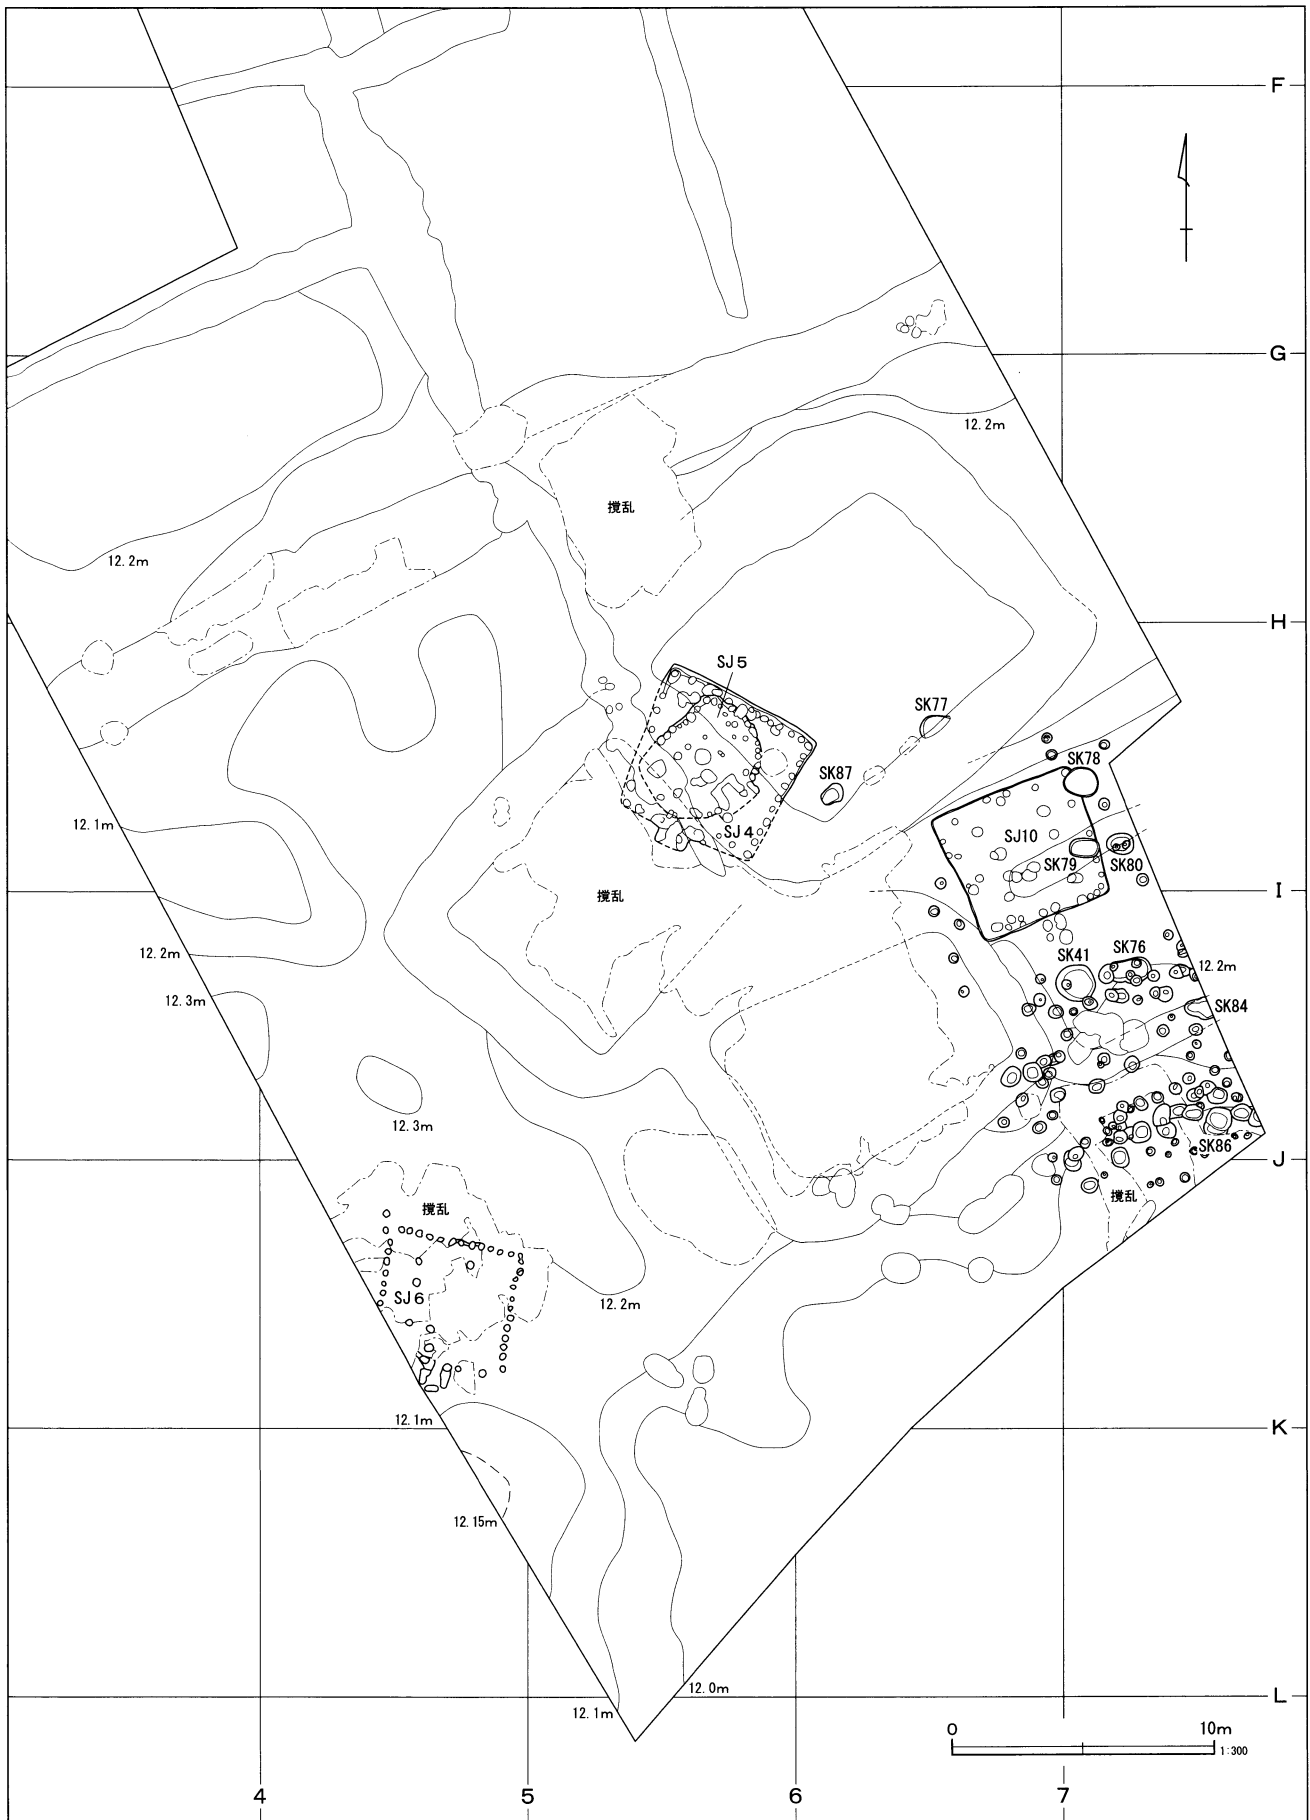 F
G
12.2m
撹乱
12.2m
H
SJ5
SK77
SK78
SK87
12.1m
SJ4
SJ10
SK79
SK80
I
撹乱
12.2m
SK41
SK76
12.2m
12.3m
SK84
12.3m
SK86
J
撹乱
撹乱
SJ6
12.2m
12.1m
K
12.15m
12.0m
L
12.1m
0
10m
1:300
4
5
6
7